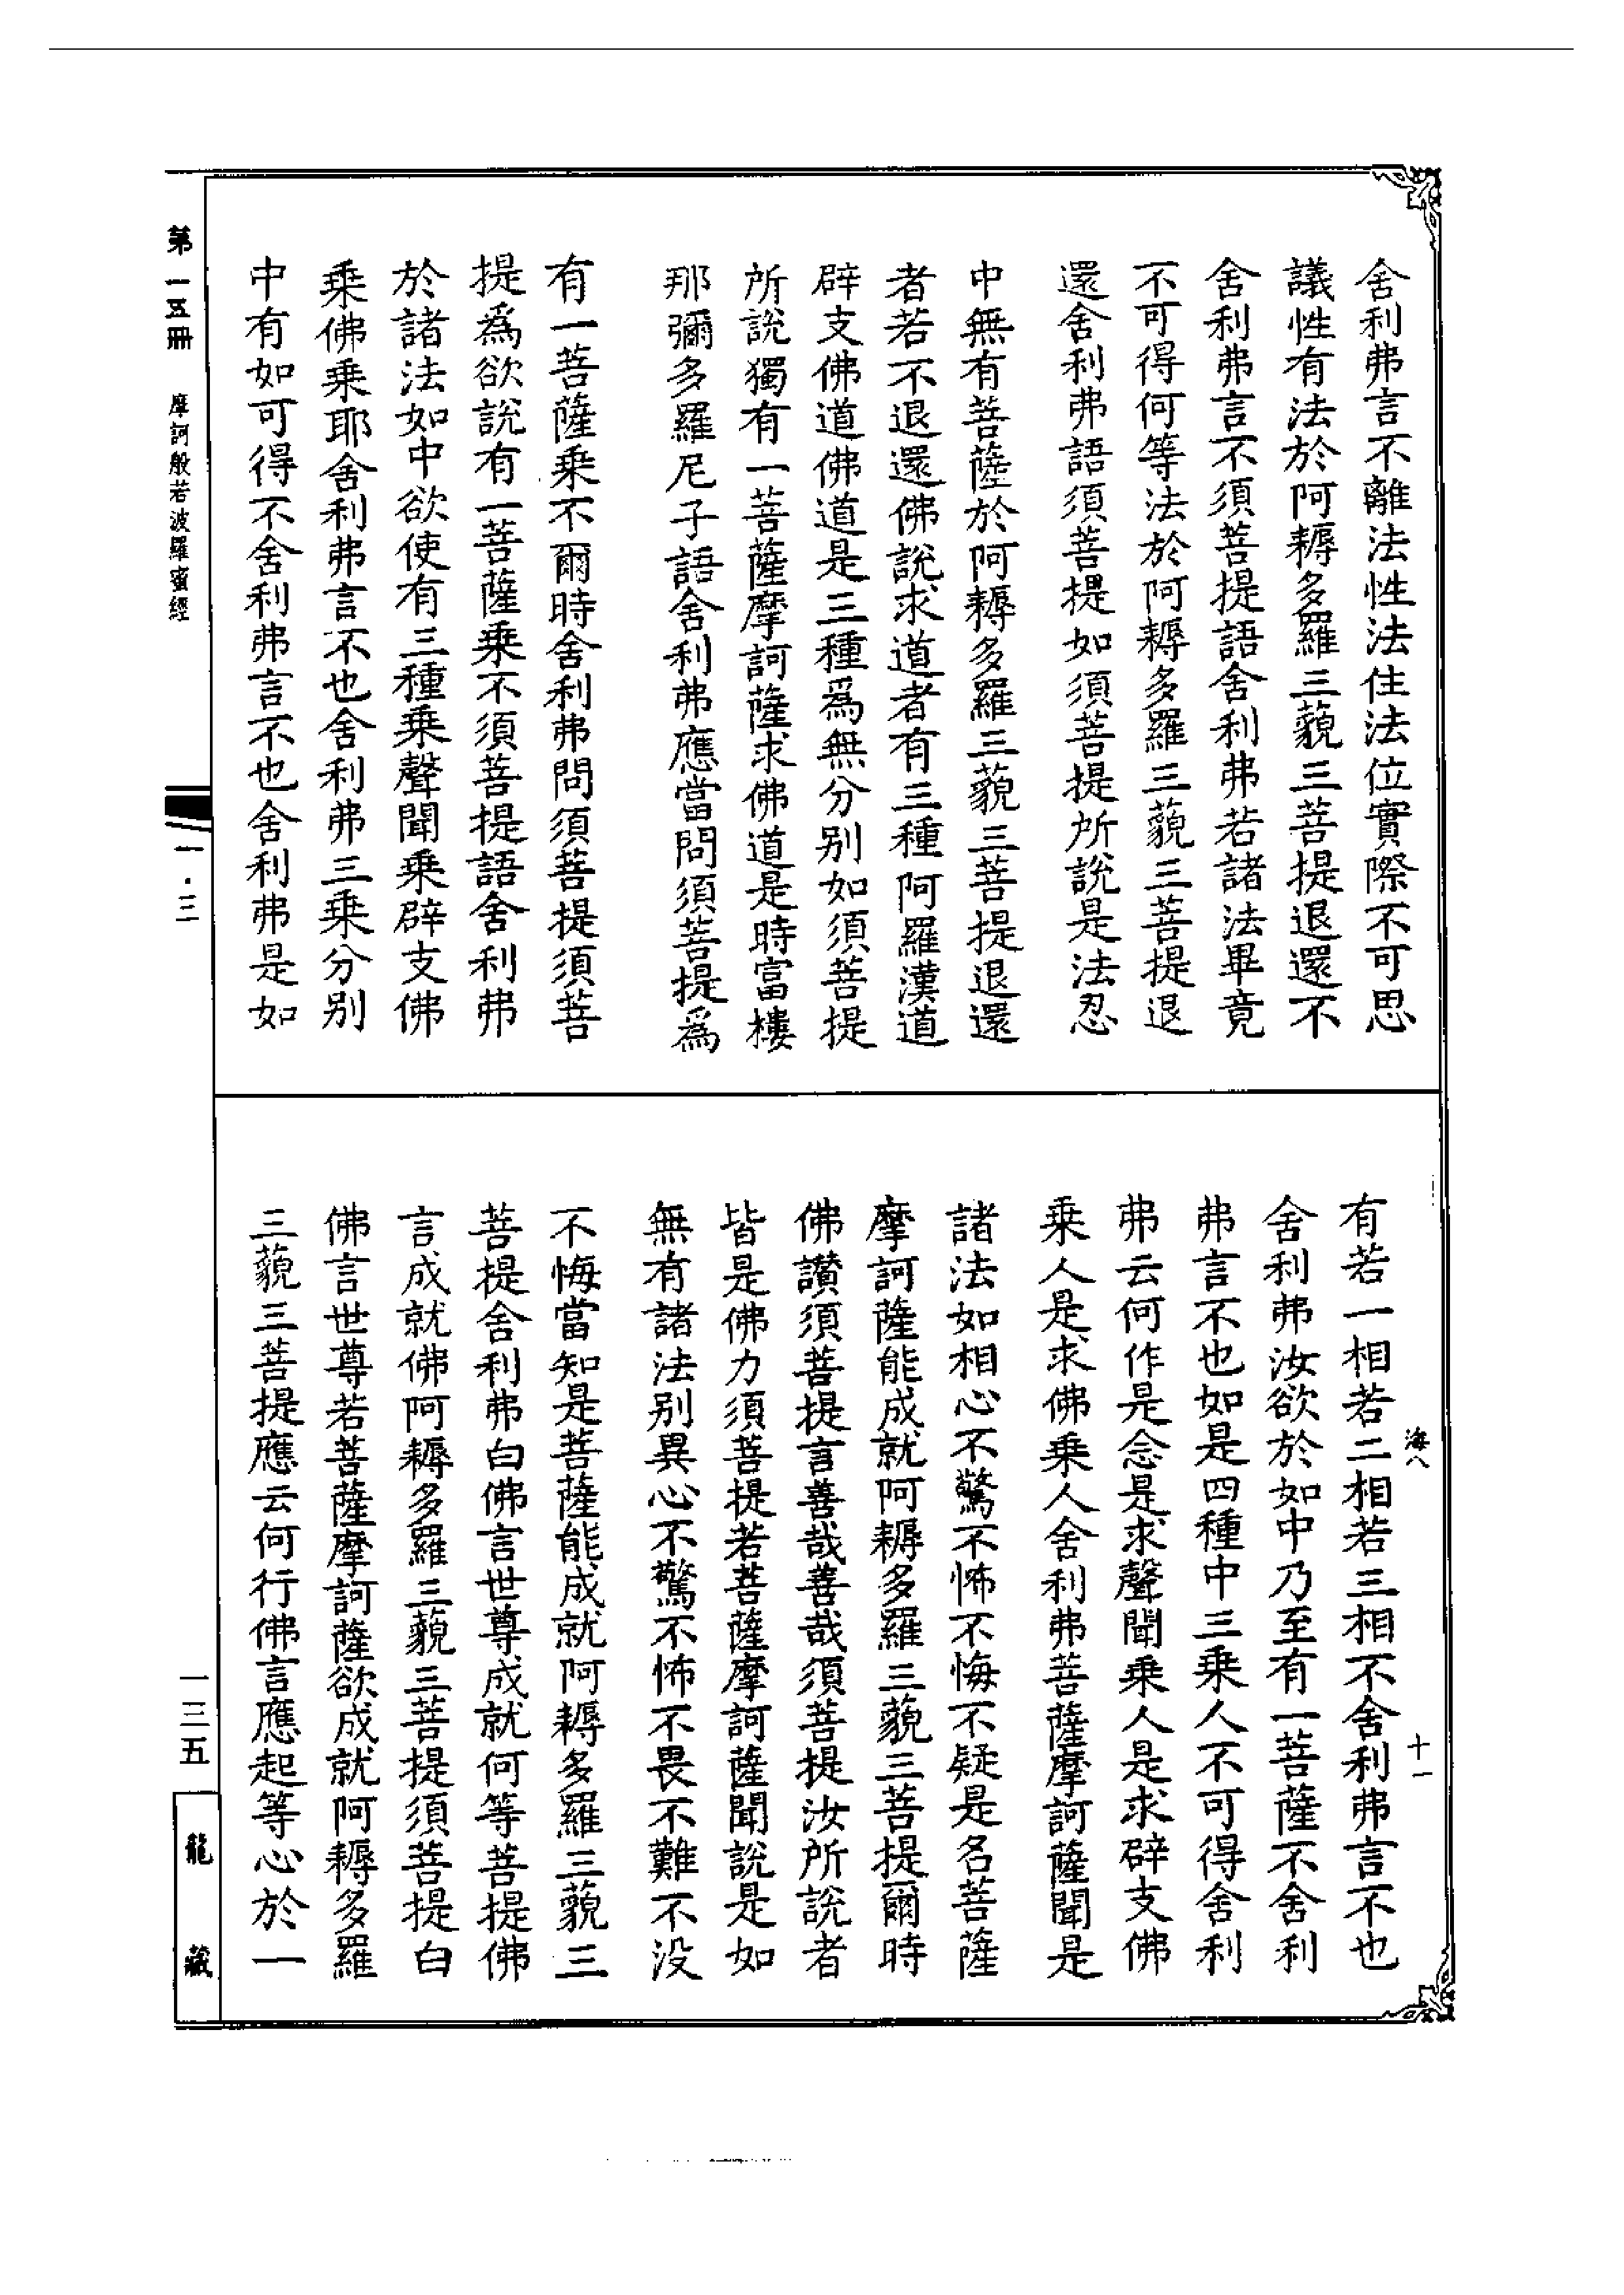 舍利弗言不離法性法住法位實際不可思
議性有法於阿耨多羅三藐三菩提退還不
舍利弗言不須菩提語舍利弗若諸法畢竟
不可得何等法於阿耨多羅三藐三菩提退
還舍利弗語須菩提如須菩提所說是法忍
中無有菩薩於阿耨多羅三藐三菩提退還
者若不退還佛說求道者有三種阿羅漢道
辟支佛道佛道是三種爲無分别如須菩提
所說獨有一菩薩摩訶薩求佛道是時富樓
那彌多羅尼子語舍利弗應當問須菩提爲
有一菩薩乘不爾時舍利弗問須菩提須菩
提爲欲說有一菩薩乘不須菩提語舍利弗
於諸法如中欲使有三種乘聲聞乘辟支佛
乘佛乘耶舍利弗言不也舍利弗三乘分别
中有如可得不舍利弗言不也舍利弗是如
有若一相若二相若三相不舍利弗言不也
舍利弗汝欲於如中乃至有一菩薩不舍利
弗言不也如是四種中三乘人不可得舍利
弗云何作是念是求聲聞乘人是求辟支佛
乘人是求佛乘人舍利弗菩薩摩訶薩聞是
諸法如相心不驚不怖不悔不疑是名菩薩
摩訶薩能成就阿耨多羅三藐三菩提爾時
佛讚須菩提言善哉善哉須菩提汝所說者
皆是佛力須菩提若菩薩摩訶薩聞說是如
無有諸法别異心不驚不怖不畏不難不没
不悔當知是菩薩能成就阿耨多羅三藐三
菩提舍利弗白佛言世尊成就何等菩提佛
言成就佛阿耨多羅三藐三菩提須菩提白
佛言世尊若菩薩摩訶薩欲成就阿耨多羅
三藐三菩提應云何行佛言應起等心於一
海八
十一
第一五冊
摩訶般若波羅蜜經
一·三
一三五
龍藏